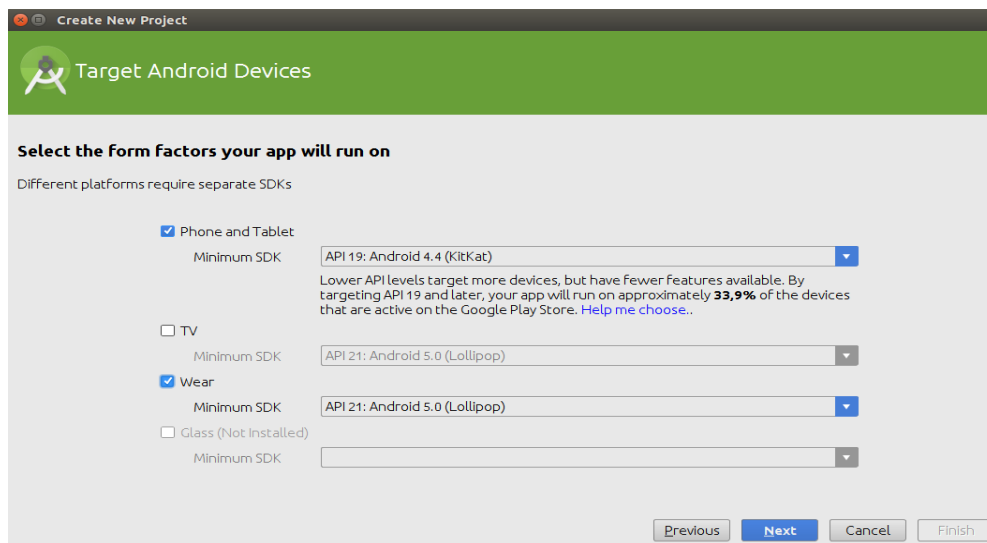 Create New Project
Target Android Devices
Select the form factors your app will run on
Different platforms require separate SDKs
Phone and Tablet
Minimum SDK API 19: Android 4.4 (KitKat)
Lower API levels target more devices, but have fewer features available. By
targeting API 19 and later, your app will run on approximately 33,9% of the devices
that are active on the Google Play Store. Help me choose..
TV
Minimum SDK API 21: Android 5.0 (Lollipop)
Wear
Minimum SDK API 21: Android 5.0 (Lollipop)
Glass (Not Installed)
Minimum SDK
Previous Next Cancel Finish